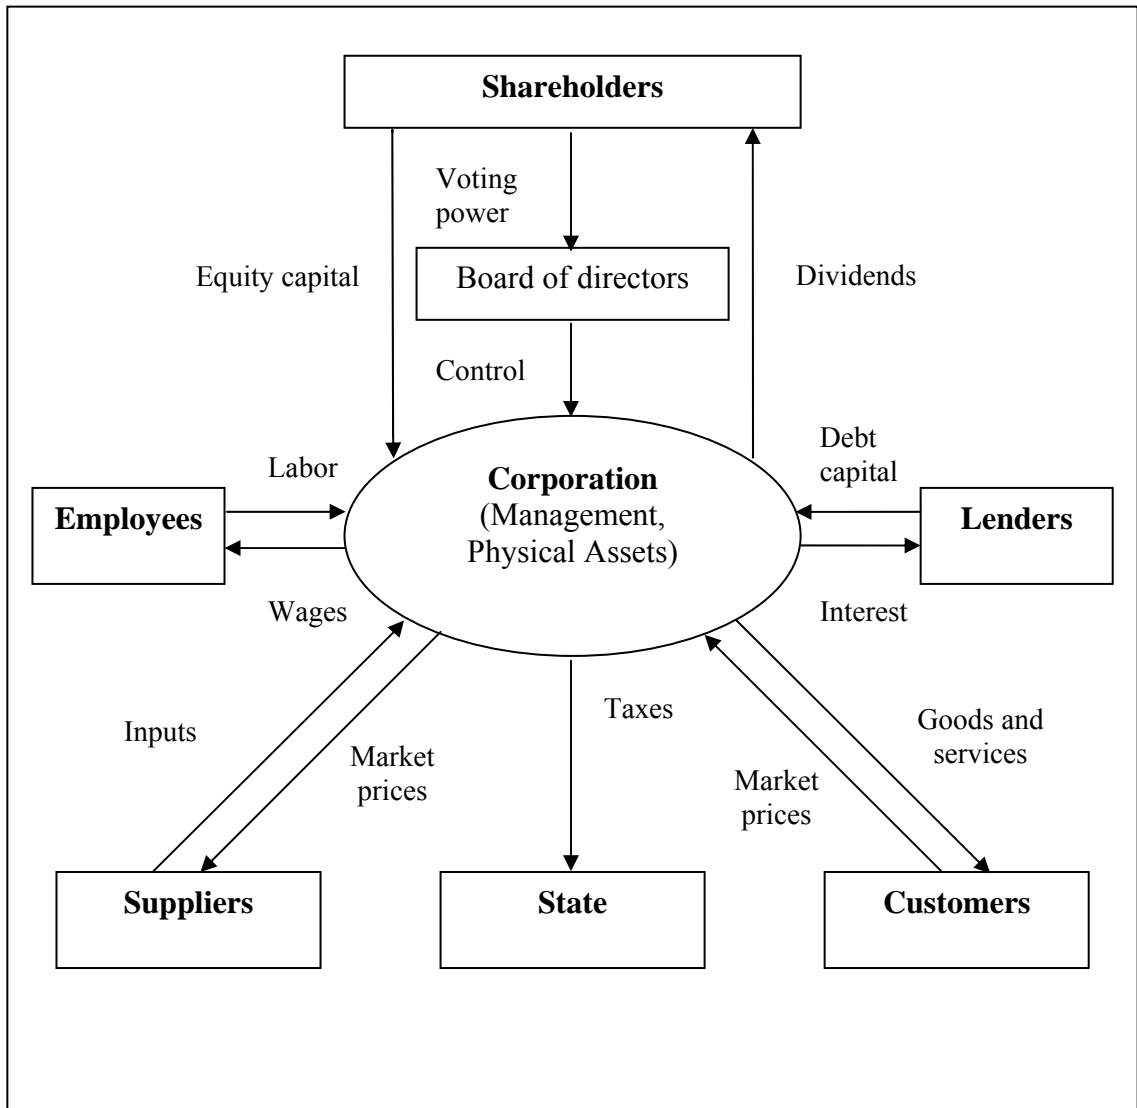 Shareholders
Voting
power
Equity capital
Board of directors
Dividends
Control
Debt
capital
Labor
Corporation
(Management,
Physical Assets)
Employees
Lenders
Wages
Interest
Inputs
Market
prices
Taxes
Market
prices
Goods and
services
Suppliers
State
Customers